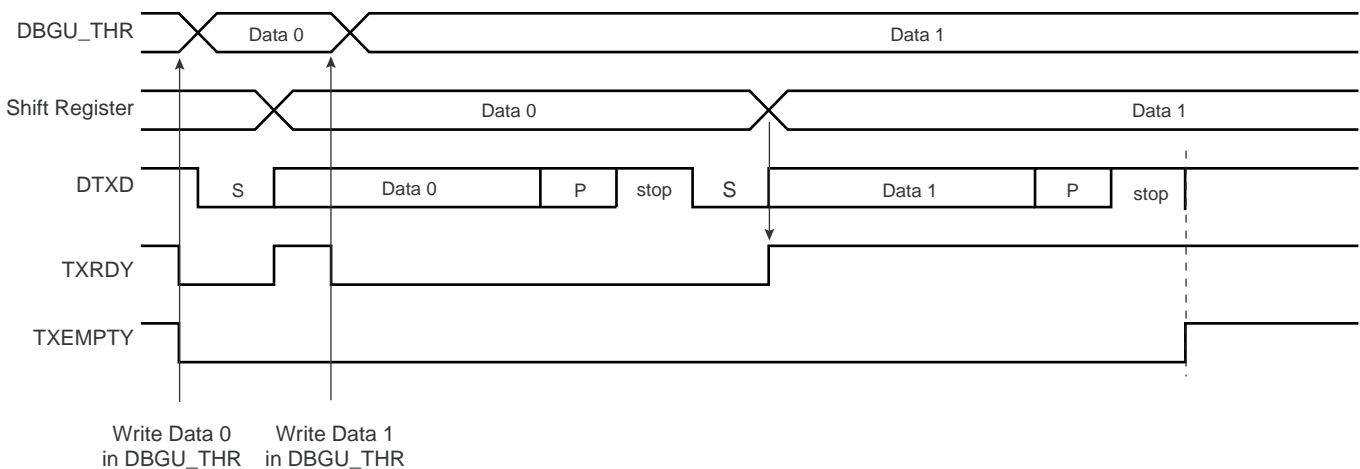 DBGU_THR Data 0 Data 1
Shift Register Data 0 Data 1
DTXD S Data 0 P stop S Data 1 P stop
TXRDY
TXEMPTY
Write Data 0 Write Data 1
in DBGU_THR in DBGU_THR